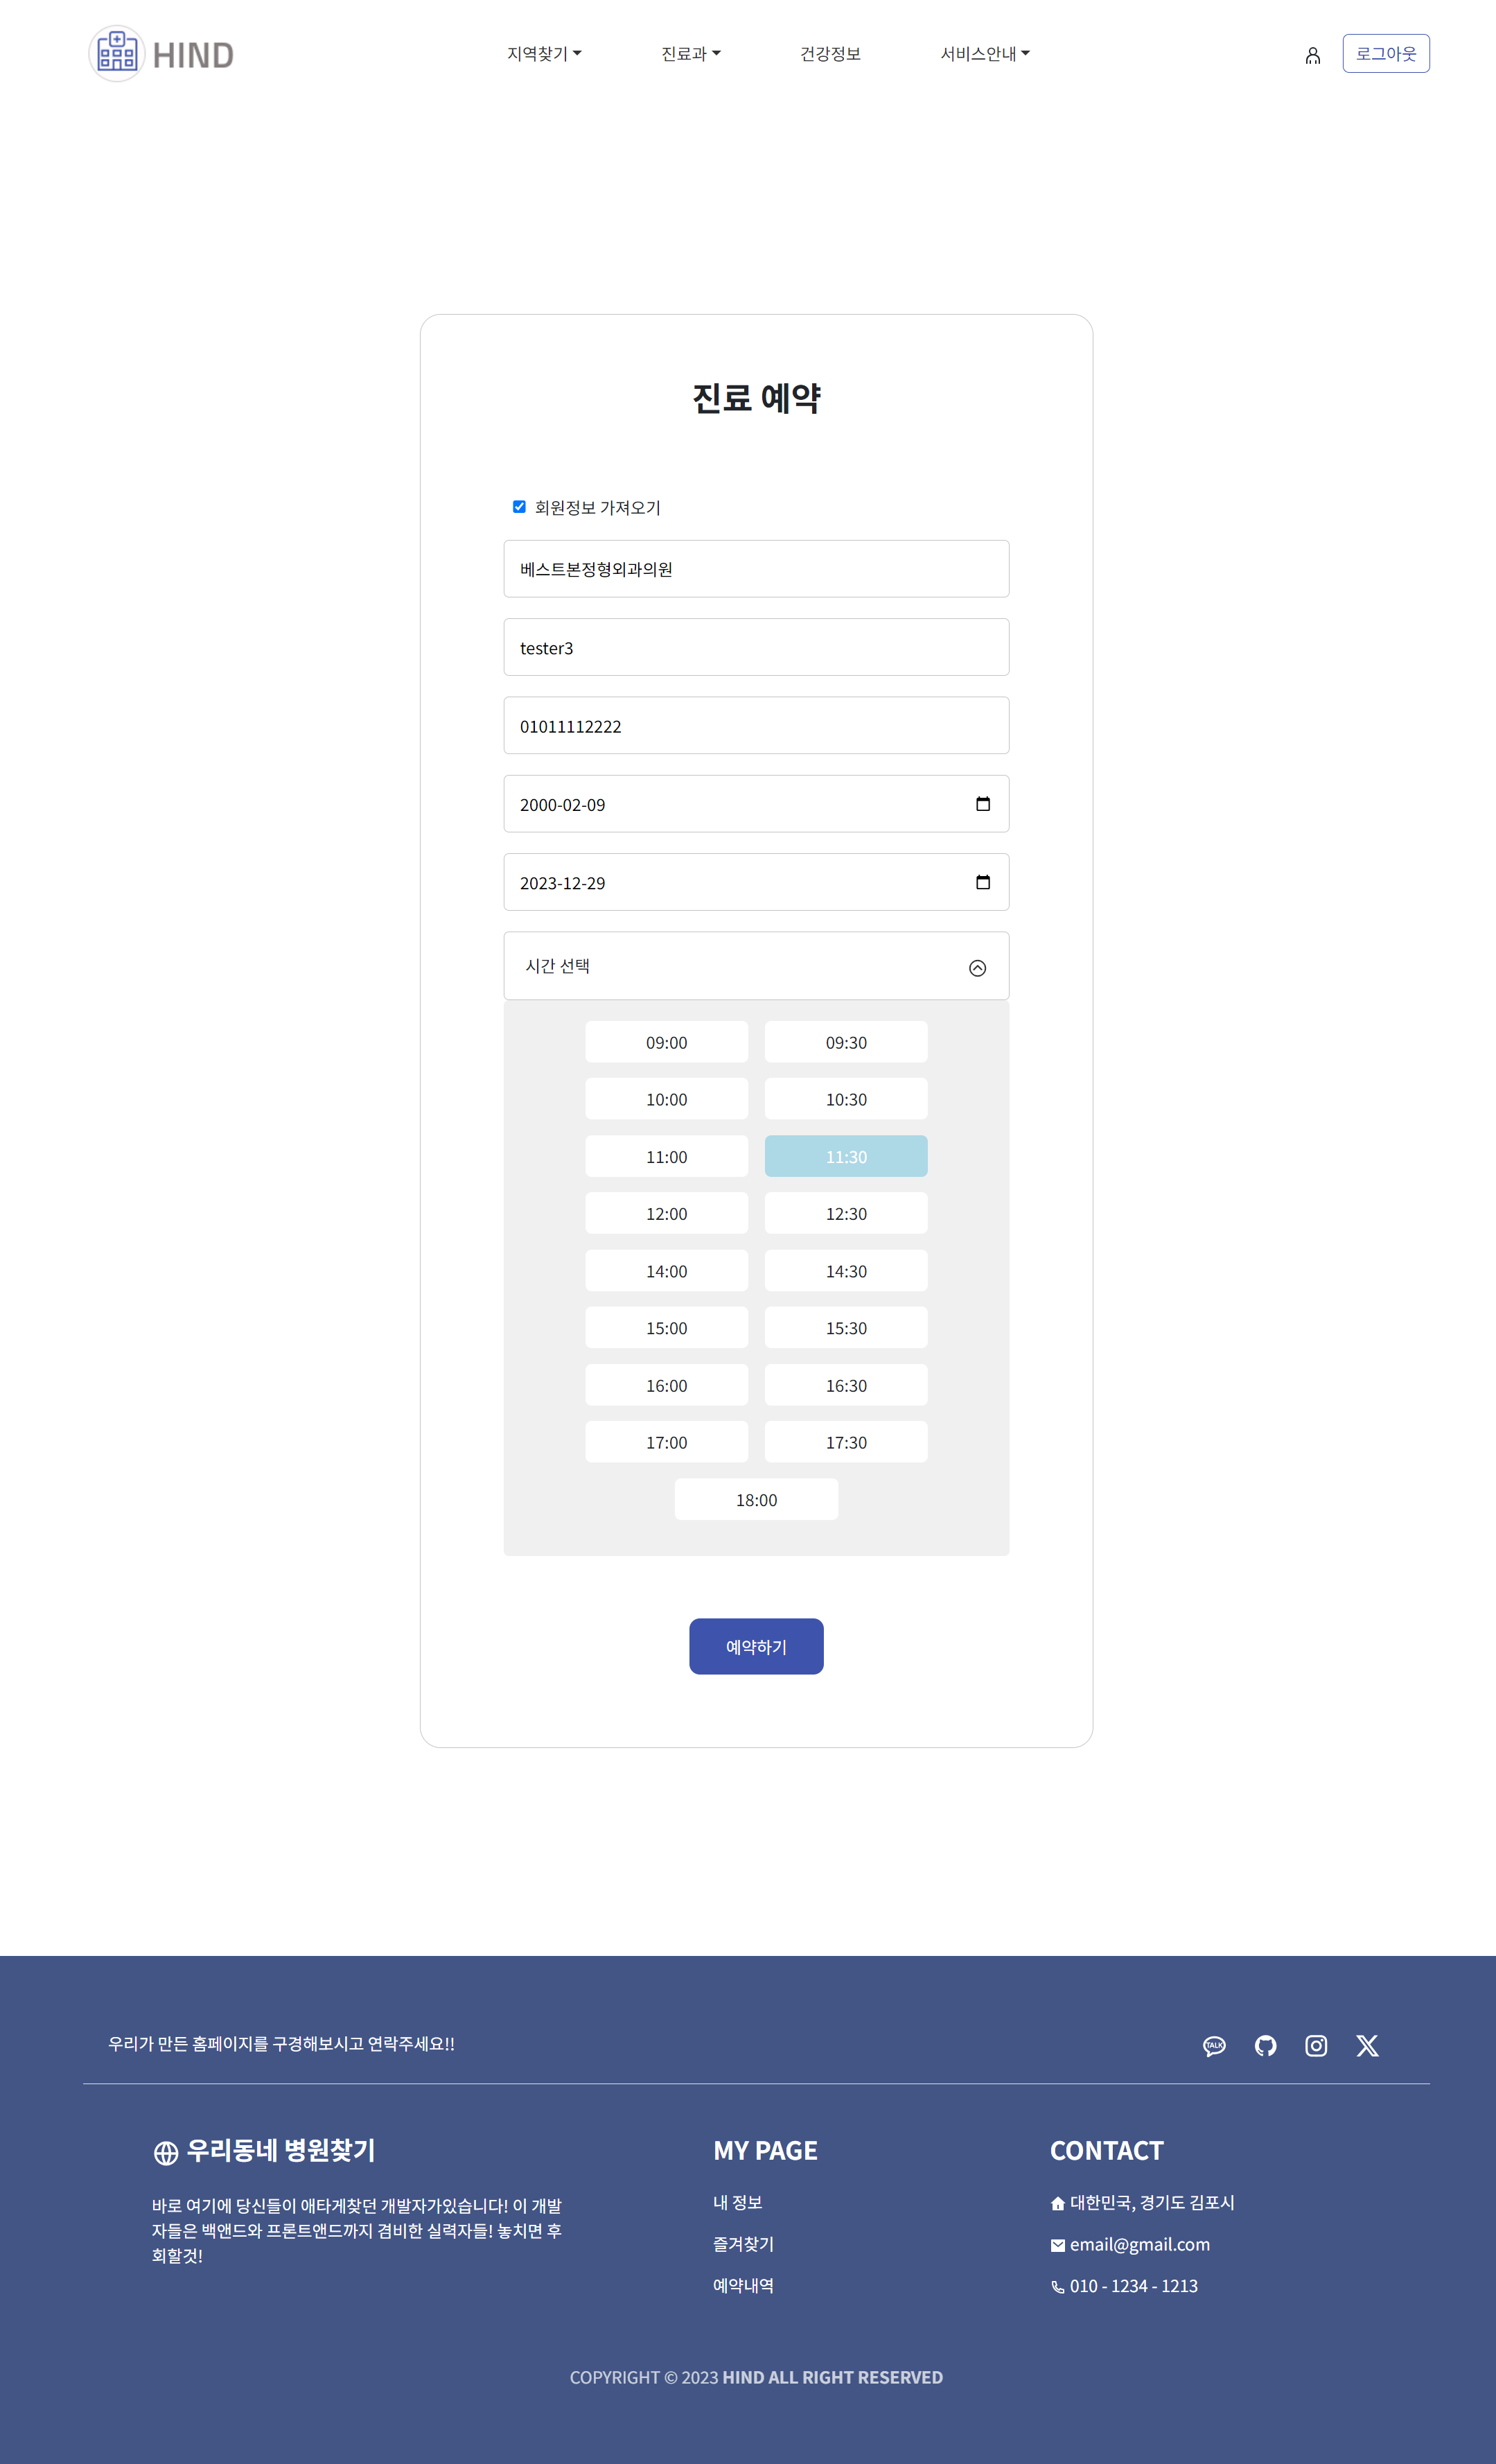 HIND
지역찾기
진료과
건강정보
서비스안내
로그아웃
진료 예약
회원정보 가져오기
베스트본정형외과의원
tester3
01011112222
2000-02-09
2023-12-29
시간 선택
09:00 09:30
10:00 10:30
11:00 11:30
12:00 12:30
14:00 14:30
15:00 15:30
16:00 16:30
17:00 17:30
18:00
예약하기
우리가 만든 홈페이지를 구경해보시고 연락주세요!!
TALK
우리동네 병원찾기
바로 여기에 당신들이 애타게찾던 개발자가있습니다! 이 개발
자들은 백앤드와 프론트앤드까지 겸비한 실력자들! 놓치면 후
회할것!
MY PAGE
내 정보
즐겨찾기
예약내역
CONTACT
대한민국, 경기도 김포시
email@gmail.com
010 - 1234 - 1213
COPYRIGHT © 2023 HIND ALL RIGHT RESERVED